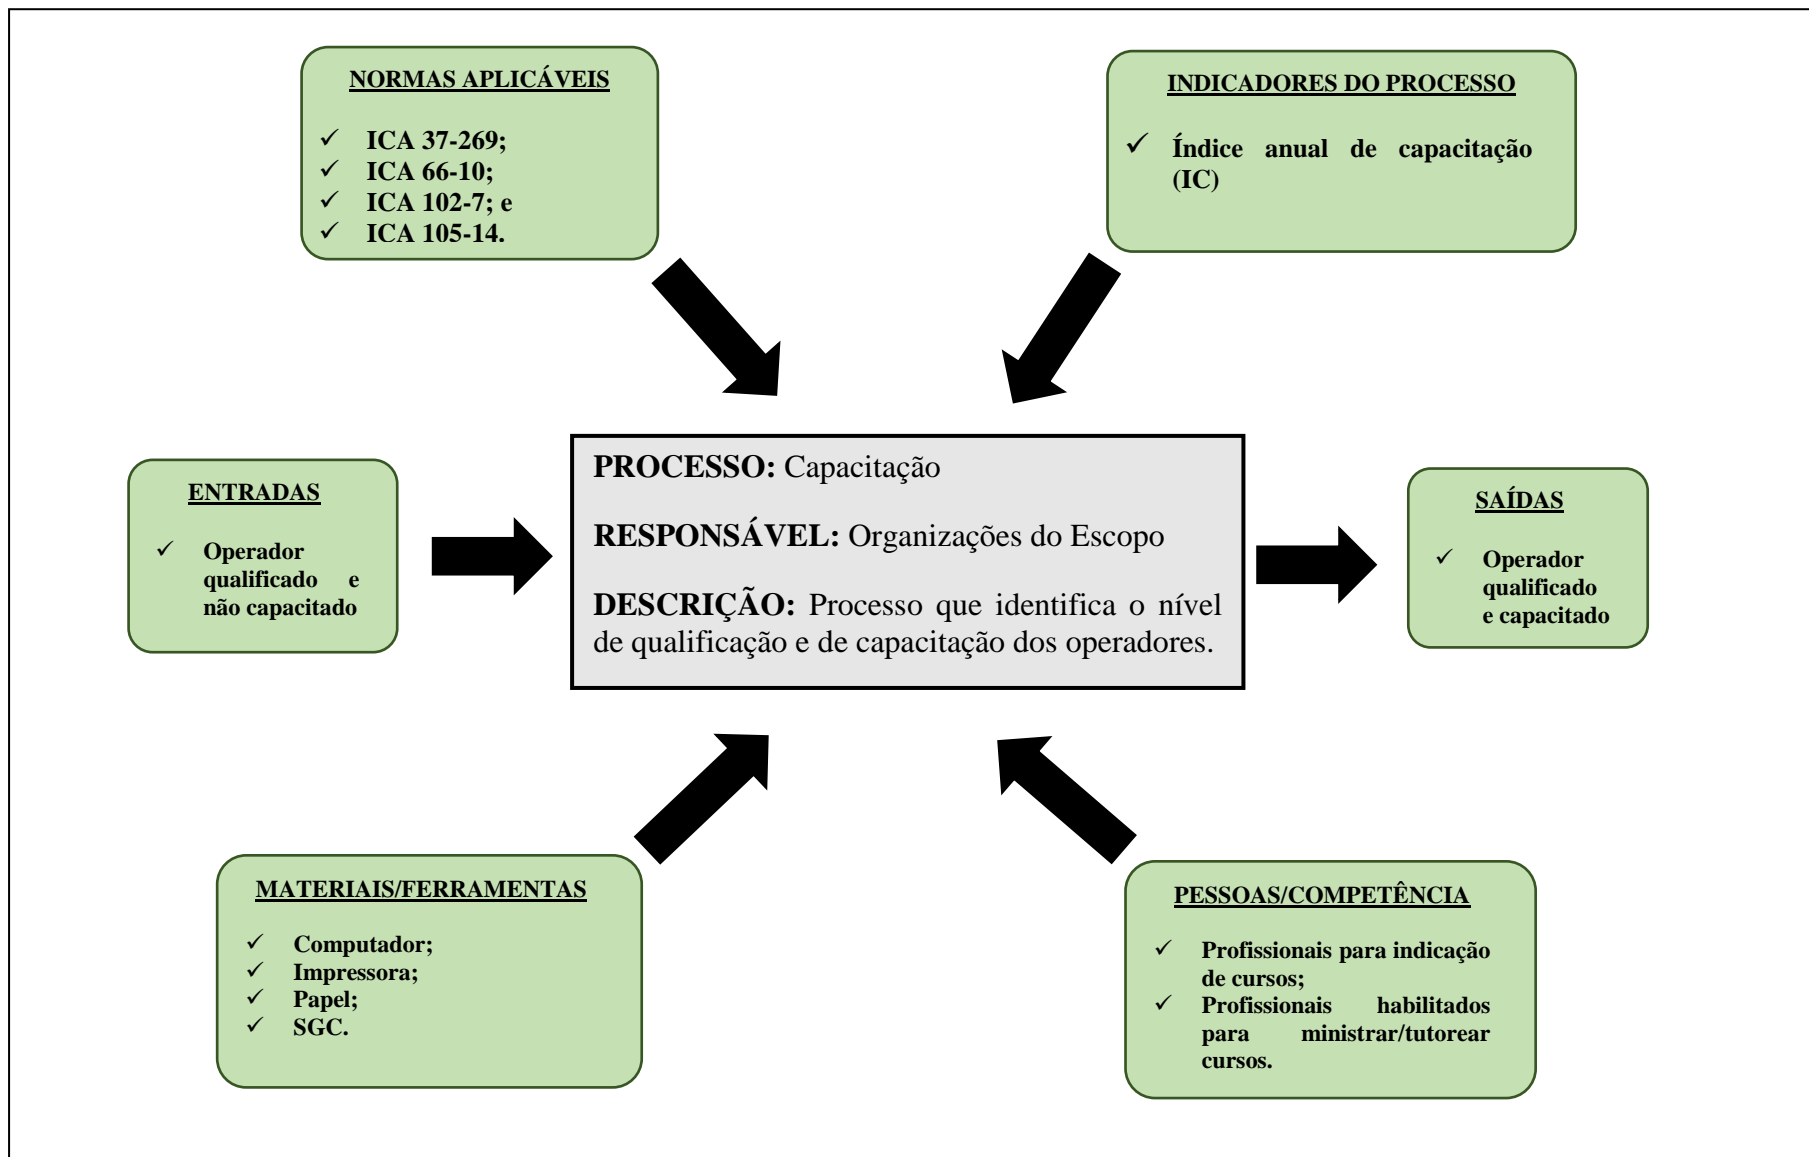 NORMAS APLICÁVEIS
✓ ICA 37-269;
✓ ICA 66-10;
✓ ICA 102-7; e
✓ ICA 105-14.
INDICADORES DO PROCESSO
✓ Índice anual de capacitação
(IC)
ENTRADAS
✓ Operador
qualificado e
não capacitado
PROCESSO: Capacitação
RESPONSÁVEL: Organizações do Escopo
DESCRIÇÃO: Processo que identifica o nível
de qualificação e de capacitação dos operadores.
SAÍDAS
✓ Operador
qualificado
e capacitado
MATERIAIS/FERRAMENTAS
✓ Computador;
✓ Impressora;
✓ Papel;
✓ SGC.
PESSOAS/COMPETÊNCIA
✓ Profissionais para indicação
de cursos;
✓ Profissionais habilitados
para ministrar/tutorear
cursos.